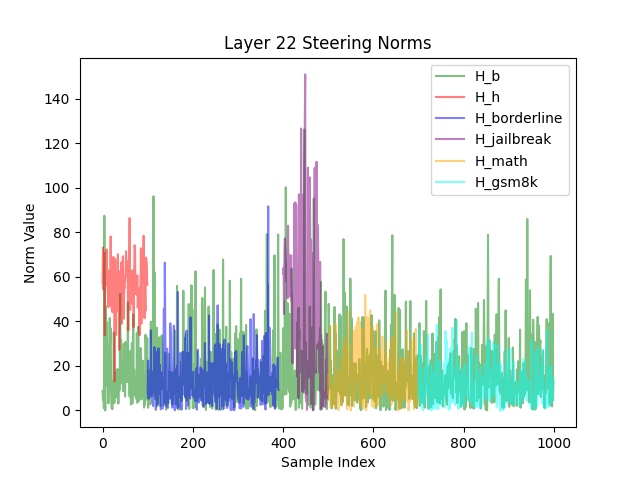 Layer 22 Steering Norms
H_b
H_h
H_borderline
H_jailbreak
H_math
H_gsm8k
Norm Value
140
120
100
80
60
40
20
0
0 200 400 600 800 1000
Sample Index